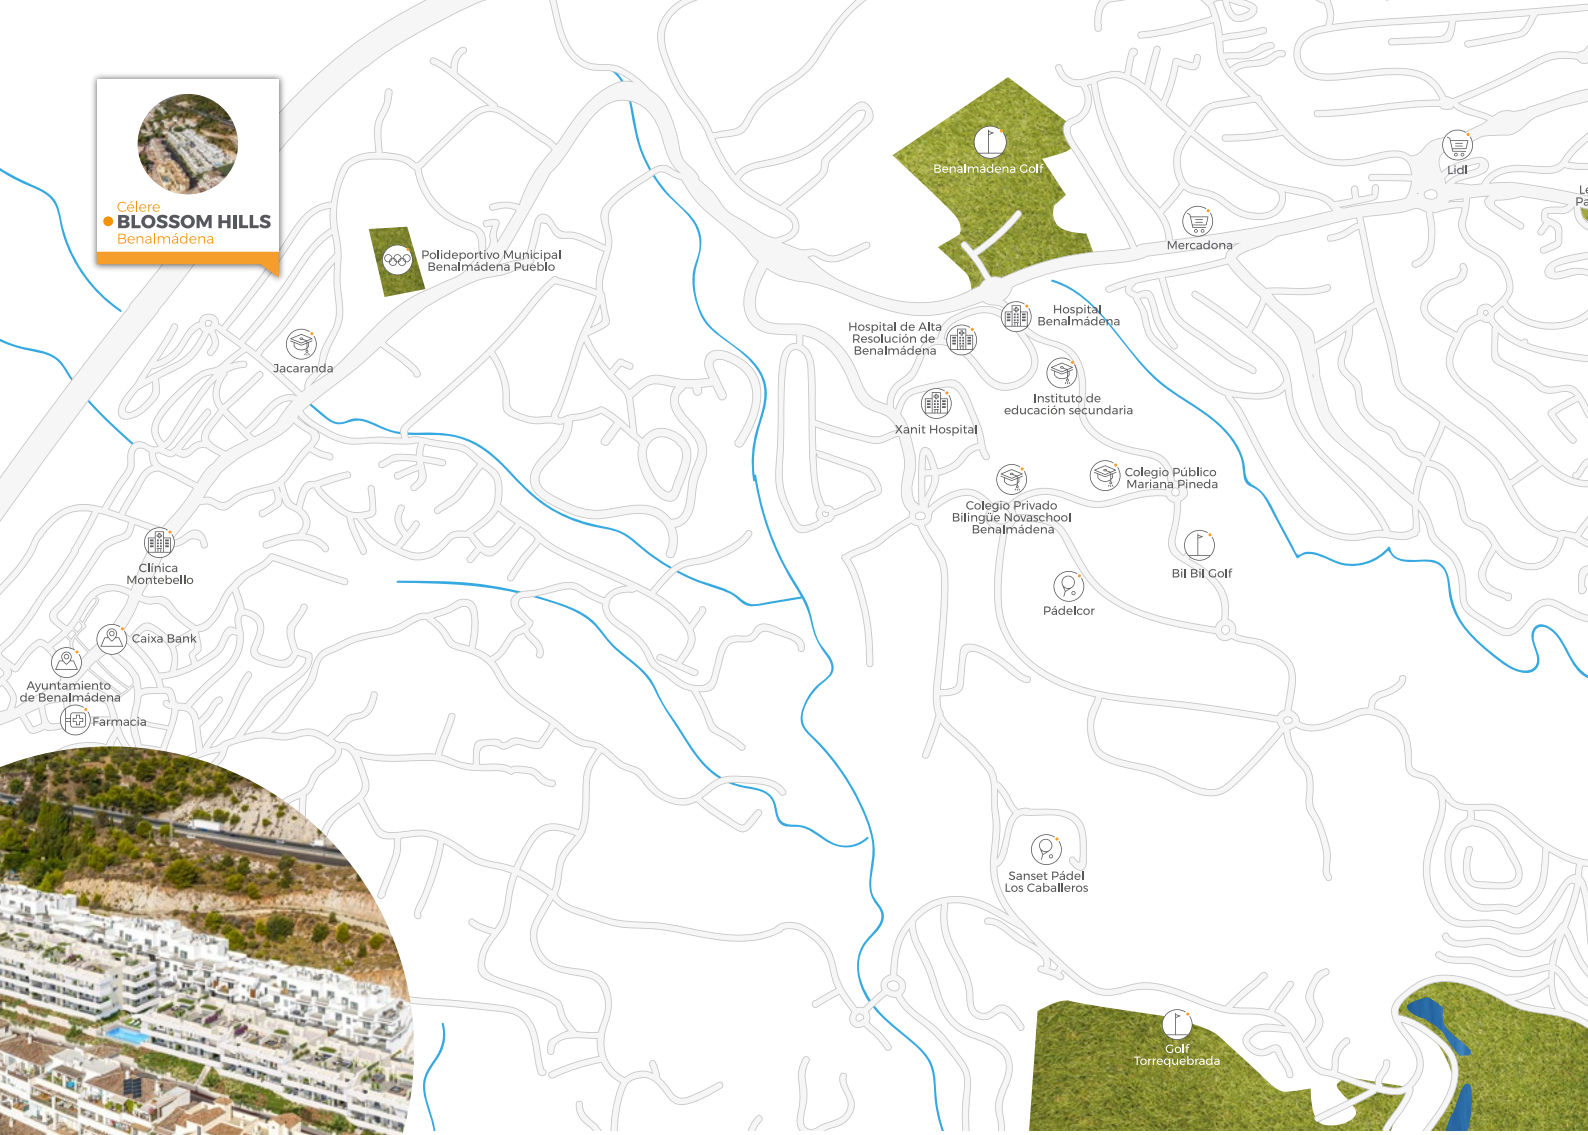 Célere
BLOSSOM HILLS
Benalmádena
Polideportivo Municipal
Benalmádena Pueblo
Jacaranda
Clínica
Montebello
Caixa Bank
Ayuntamiento
de Benalmádena
Farmacia
Benalmádena Golf
Lidl
Mercadona
Hospital
Benalmádena
Hospital de Alta
Resolución de
Benalmádena
Instituto de
educación secundaria
Xanit Hospital
Colegio Público
Mariana Pineda
Colegio Privado
Bilingüe Novaschool
Benalmádena
Bil Bil Golf
Pádelcor
Sanset Pádel
Los Caballeros
Golf
Torrequebrada